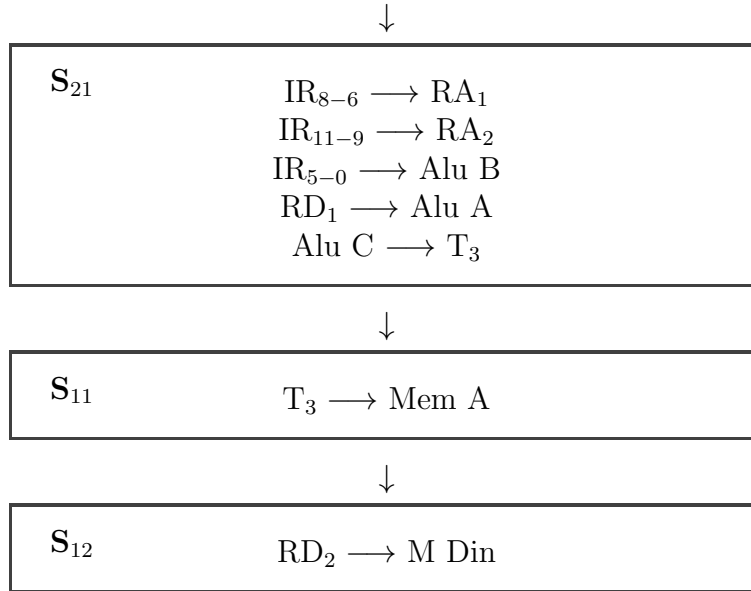 ↓
S₂₁
IR₈₋₆ ⟶ RA₁
IR₁₁₋₉ ⟶ RA₂
IR₅₋₀ ⟶ Alu B
RD₁ ⟶ Alu A
Alu C ⟶ T₃
↓
S₁₁
T₃ ⟶ Mem A
↓
S₁₂
RD₂ ⟶ M Din